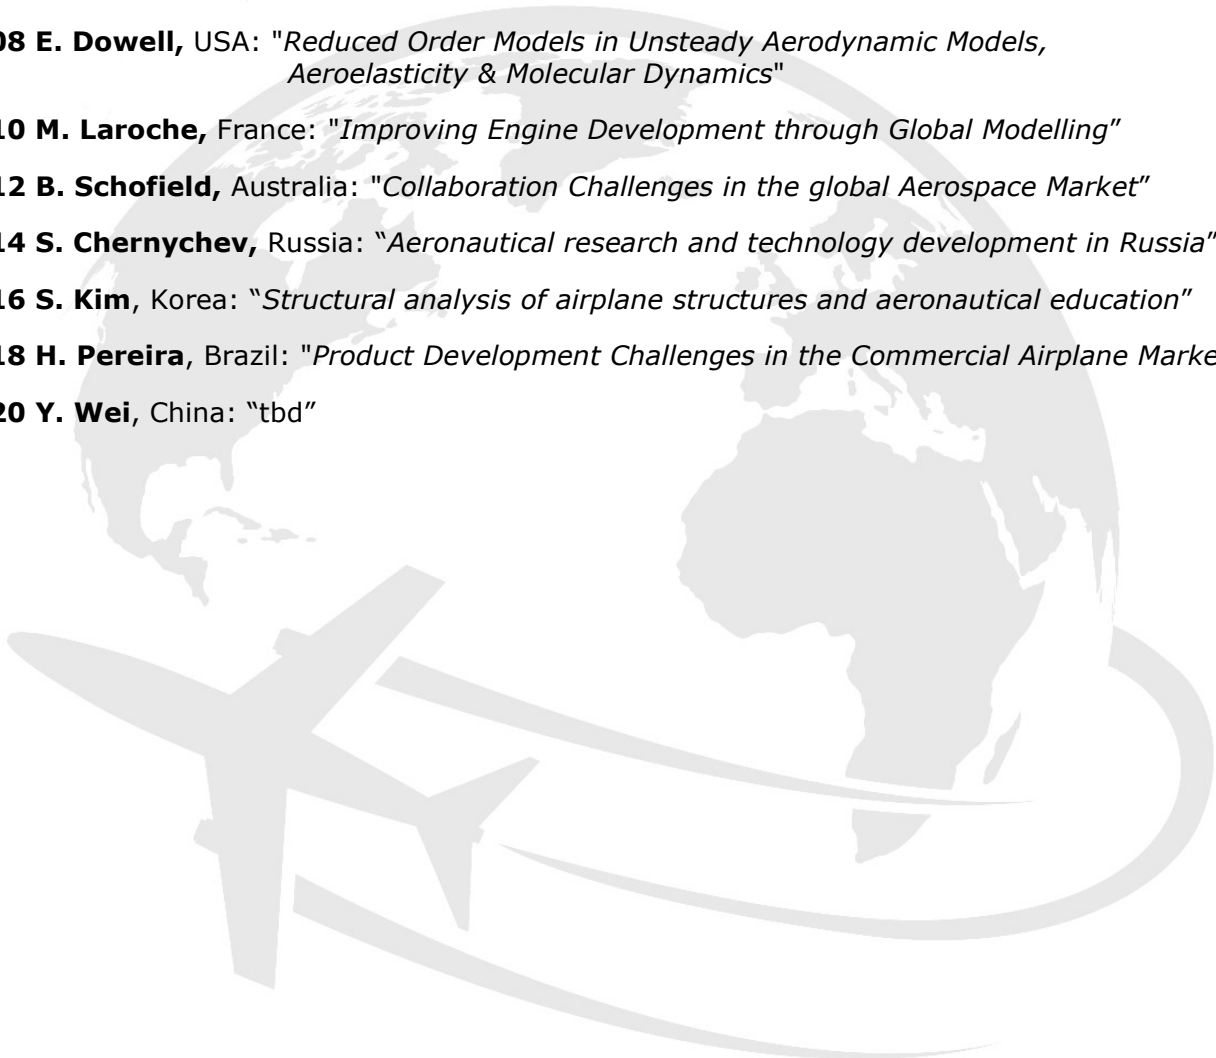 08 E. Dowell, USA: "Reduced Order Models in Unsteady Aerodynamic Models,
Aeroelasticity & Molecular Dynamics"
10 M. Laroche, France: "Improving Engine Development through Global Modelling”
12 B. Schofield, Australia: "Collaboration Challenges in the global Aerospace Market”
14 S. Chernychev, Russia: “Aeronautical research and technology development in Russia”
16 S. Kim, Korea: “Structural analysis of airplane structures and aeronautical education”
18 H. Pereira, Brazil: "Product Development Challenges in the Commercial Airplane Marke
20 Y. Wei, China: “tbd”